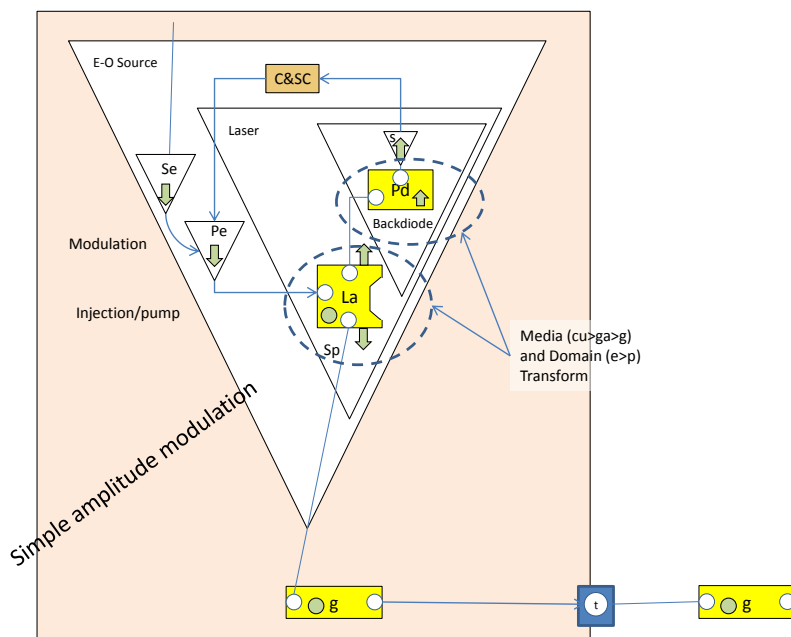 E-O Source
C&SC
Laser
s
Se
Pd
Pe
Backdiode
Modulation
La
Injection/pump
Sp
Media (cu>ga>g)
and Domain (e>p)
Transform
Simple amplitude modulation
g
t
g